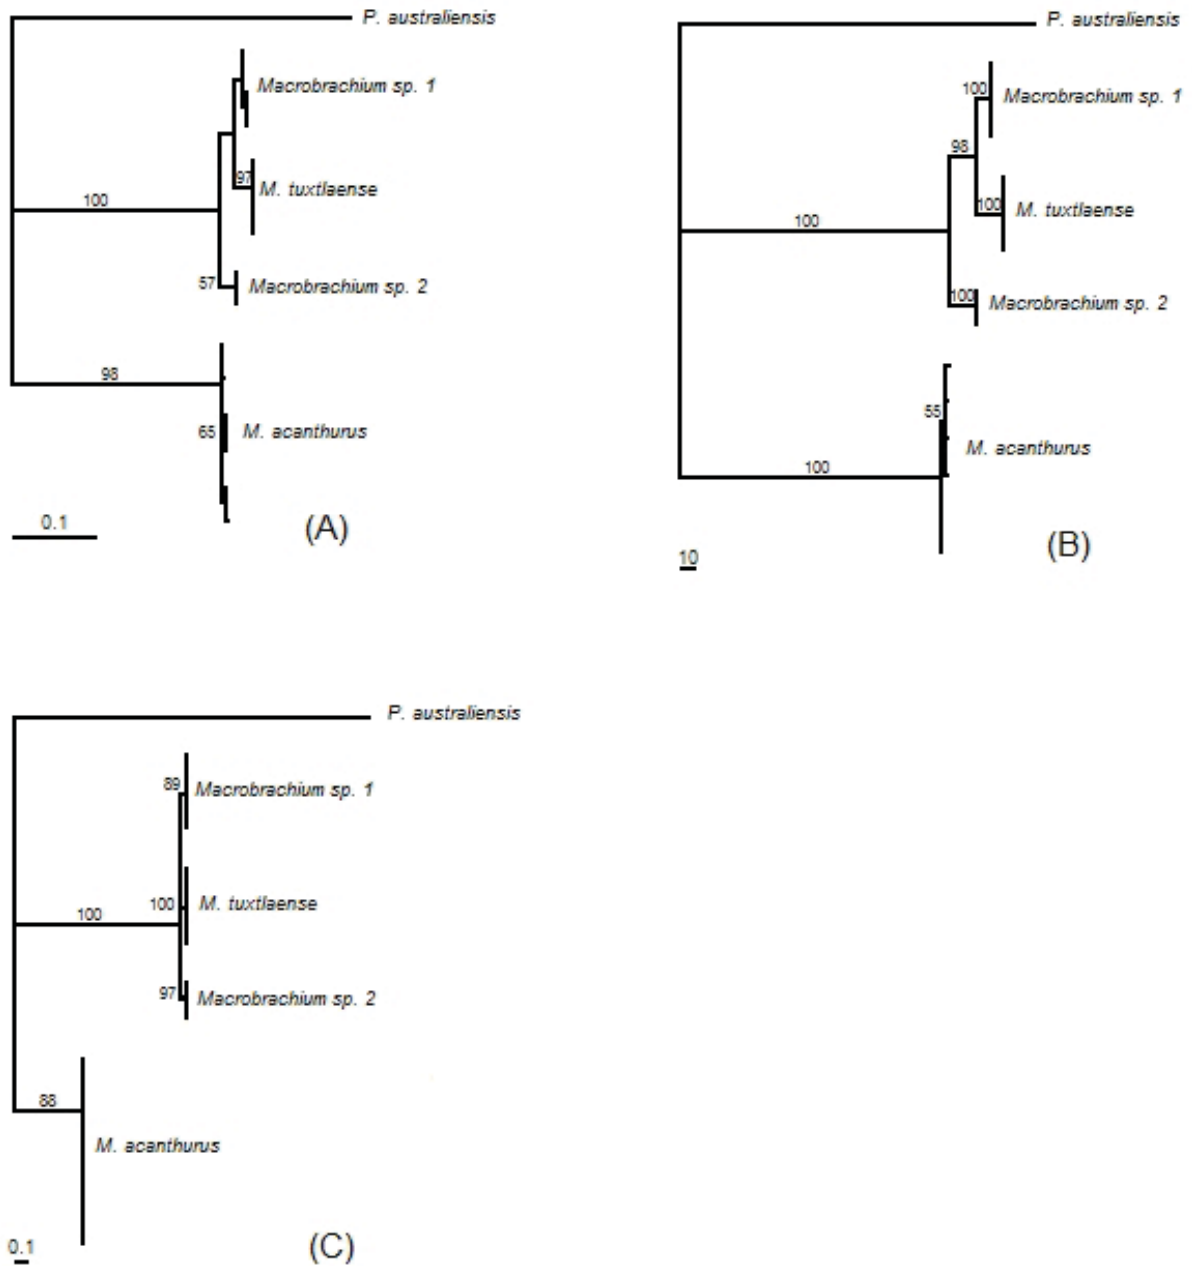 P. australiensis
Macrobrachium sp. 1
97
M. tuxtlaense
100
57
Macrobrachium sp. 2
98
65
M. acanthurus
0.1
(A)
P. australiensis
100
Macrobrachium sp. 1
98
100
M. tuxtlaense
100
100
Macrobrachium sp. 2
55
M. acanthurus
100
10
(B)
P. australiensis
89
Macrobrachium sp. 1
100
M. tuxtlaense
100
97
Macrobrachium sp. 2
88
M. acanthurus
0.1
(C)